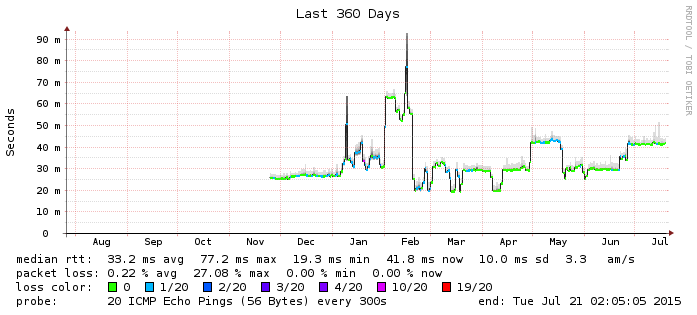 Last 360 Days
RRDTOOL / TOBI OETIKER
Seconds
90 m
80 m
70 m
60 m
50 m
40 m
30 m
20 m
10 m
0
Aug Sep Oct Nov Dec Jan Feb Mar Apr May Jun Jul
median rtt: 33.2 ms avg 77.2 ms max 19.3 ms min 41.8 ms now 10.0 ms sd 3.3 am/s
packet loss: 0.22 % avg 27.08 % max 0.00 % min 0.00 % now
loss color: 0 1/20 2/20 3/20 4/20 10/20 19/20
probe: 20 ICMP Echo Pings (56 Bytes) every 300s end: Tue Jul 21 02:05:05 2015